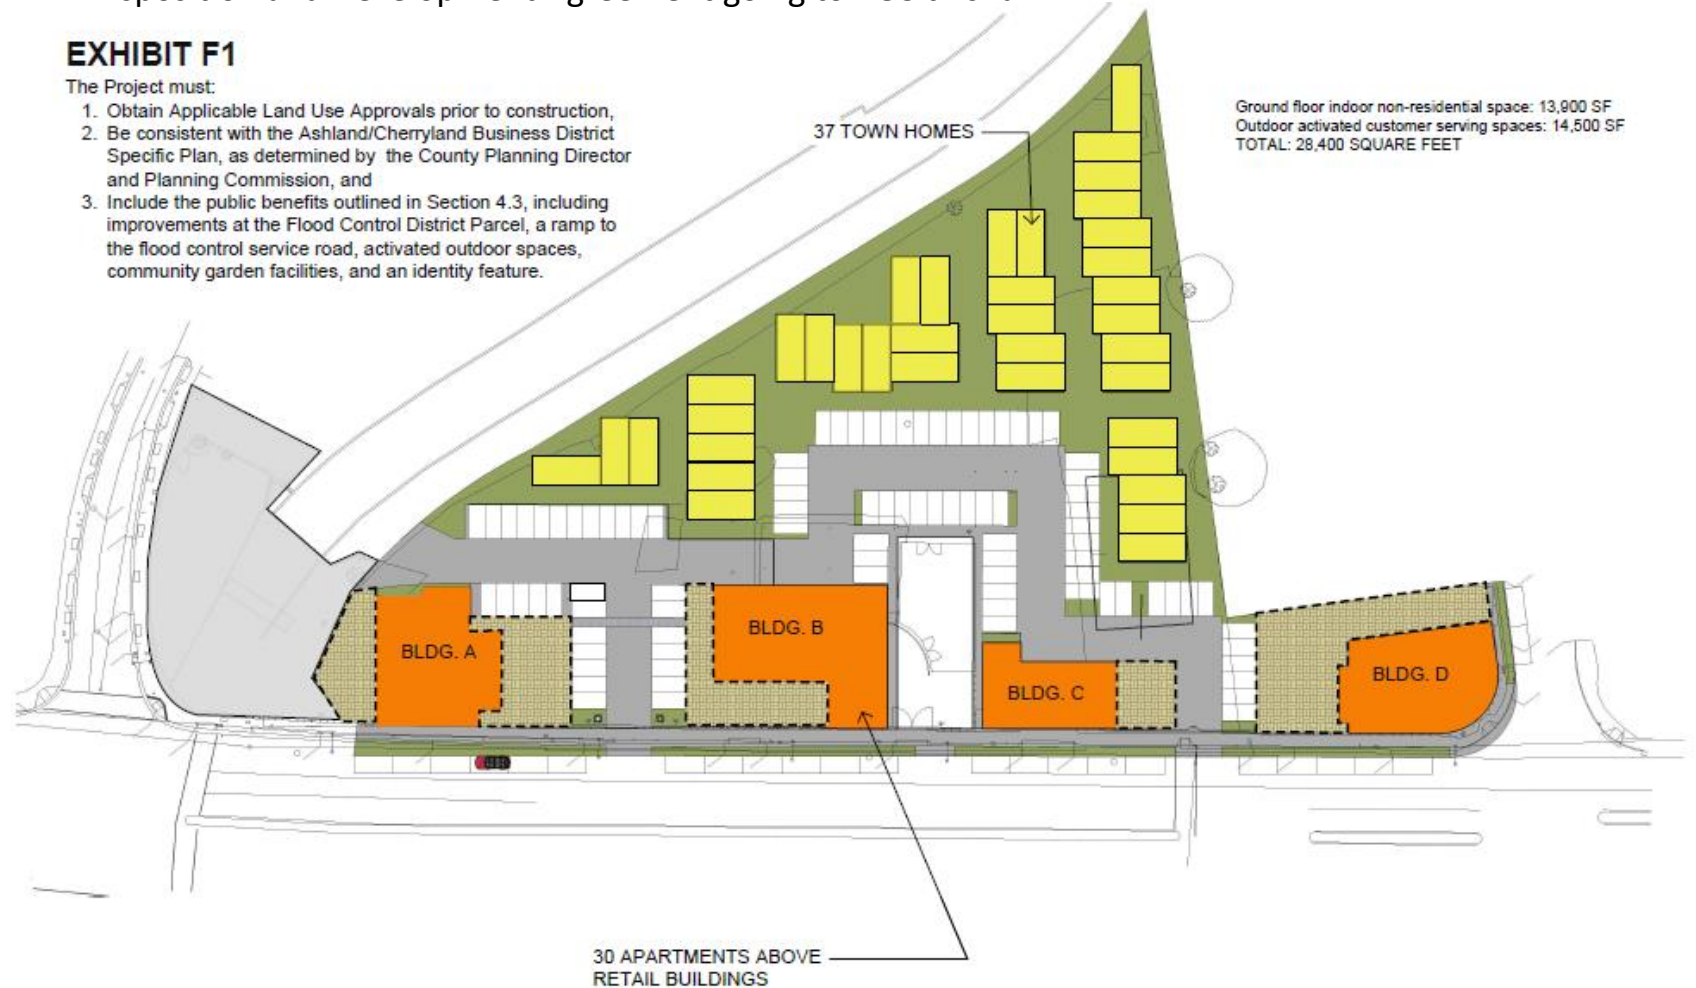 EXHIBIT F1
The Project must:
1. Obtain Applicable Land Use Approvals prior to construction,
2. Be consistent with the Ashland/Cherryland Business District
Specific Plan, as determined by the County Planning Director
and Planning Commission, and
3. Include the public benefits outlined in Section 4.3, including
improvements at the Flood Control District Parcel, a ramp to
the flood control service road, activated outdoor spaces,
community garden facilities, and an identity feature.
37 TOWN HOMES
Ground floor indoor non-residential space: 13,900 SF
Outdoor activated customer serving spaces: 14,500 SF
TOTAL: 28,400 SQUARE FEET
BLDG. A
BLDG. B
BLDG. C
BLDG. D
30 APARTMENTS ABOVE
RETAIL BUILDINGS